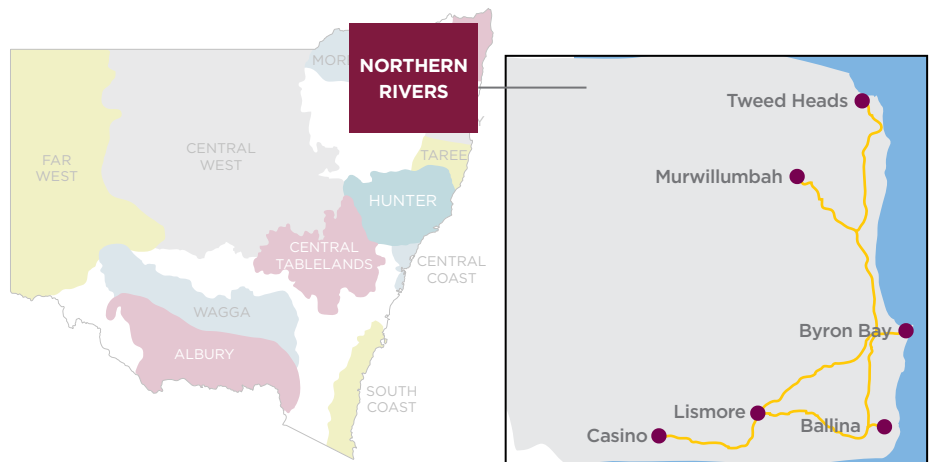 MOR
NORTHERN
RIVERS
TAREE
FAR
WEST
CENTRAL
WEST
HUNTER
CENTRAL
TABLELANDS
CENTRAL
COAST
WAGGA
ALBURY
SOUTH
COAST
Tweed Heads
Murwillumbah
Byron Bay
Lismore
Ballina
Casino